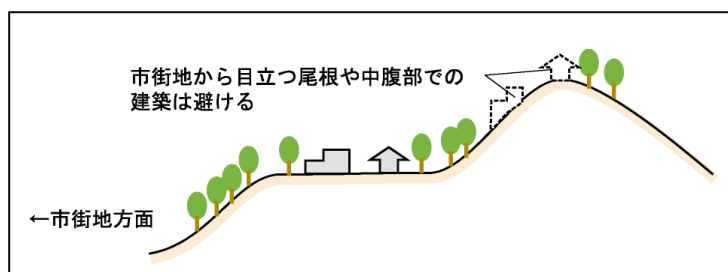 市街地から目立つ尾根や中腹部での
建築は避ける
←市街地方面